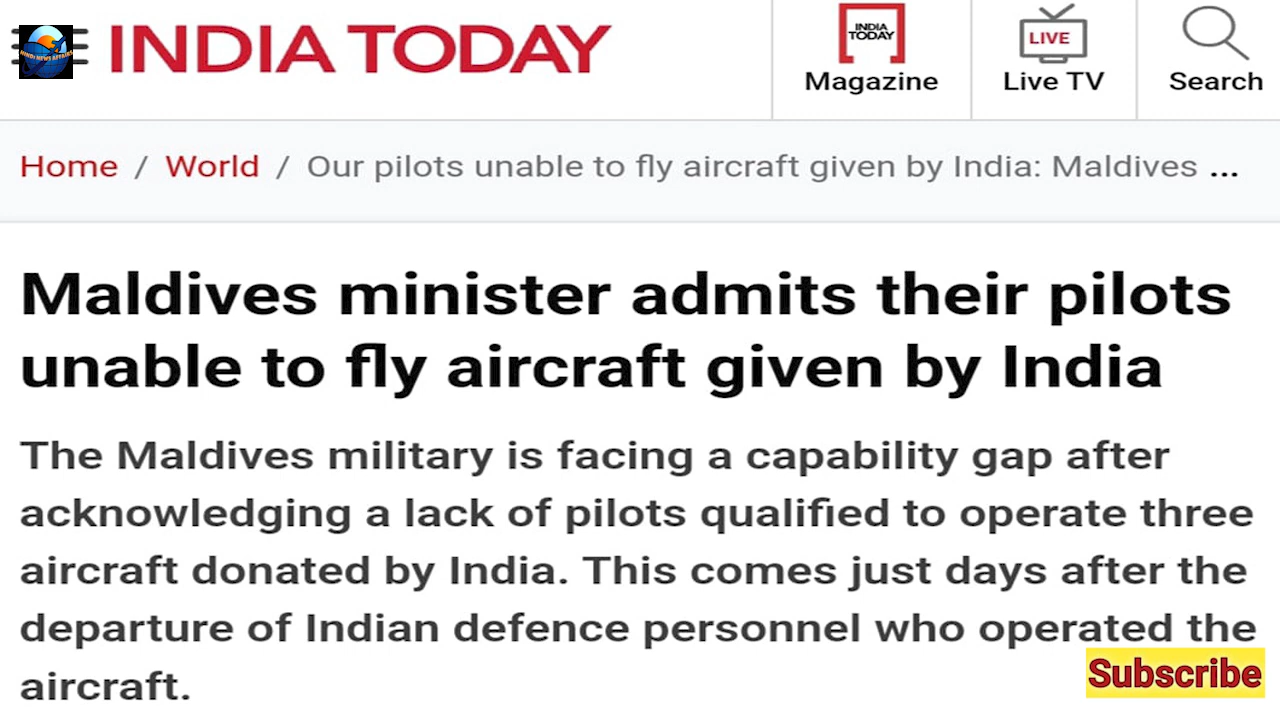 HINDI NEWS AFFAIRS
INDIA TODAY
INDIA
TODAY
Magazine
LIVE
Live TV
Search
Home / World / Our pilots unable to fly aircraft given by India: Maldives ...
Maldives minister admits their pilots
unable to fly aircraft given by India
The Maldives military is facing a capability gap after
acknowledging a lack of pilots qualified to operate three
aircraft donated by India. This comes just days after the
departure of Indian defence personnel who operated the
aircraft.
Subscribe